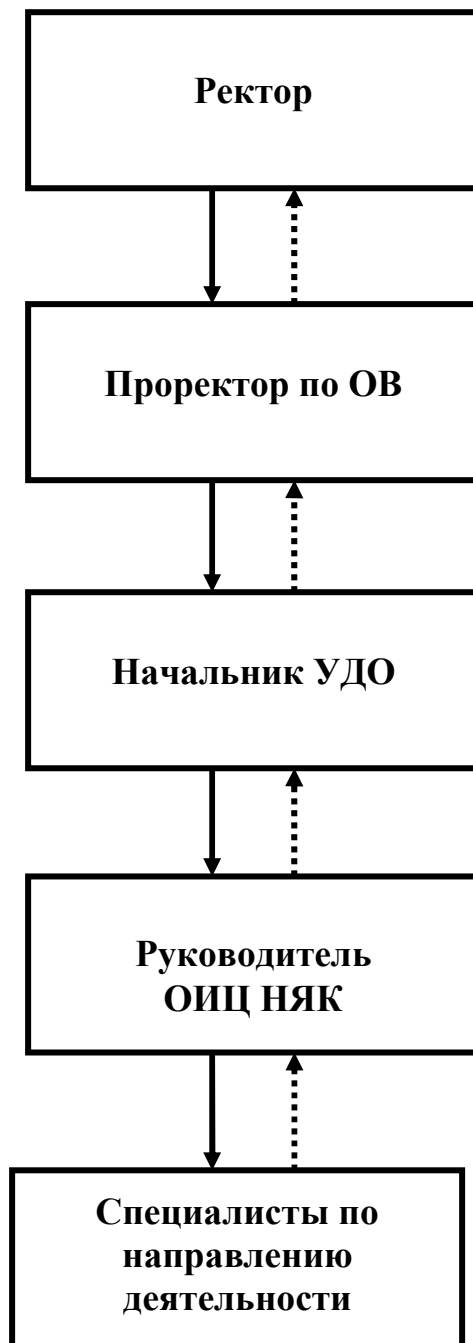 Ректор
Проректор по ОВ
Начальник УДО
Руководитель
ОИЦ НЯК
Специалисты по
направлению
деятельности